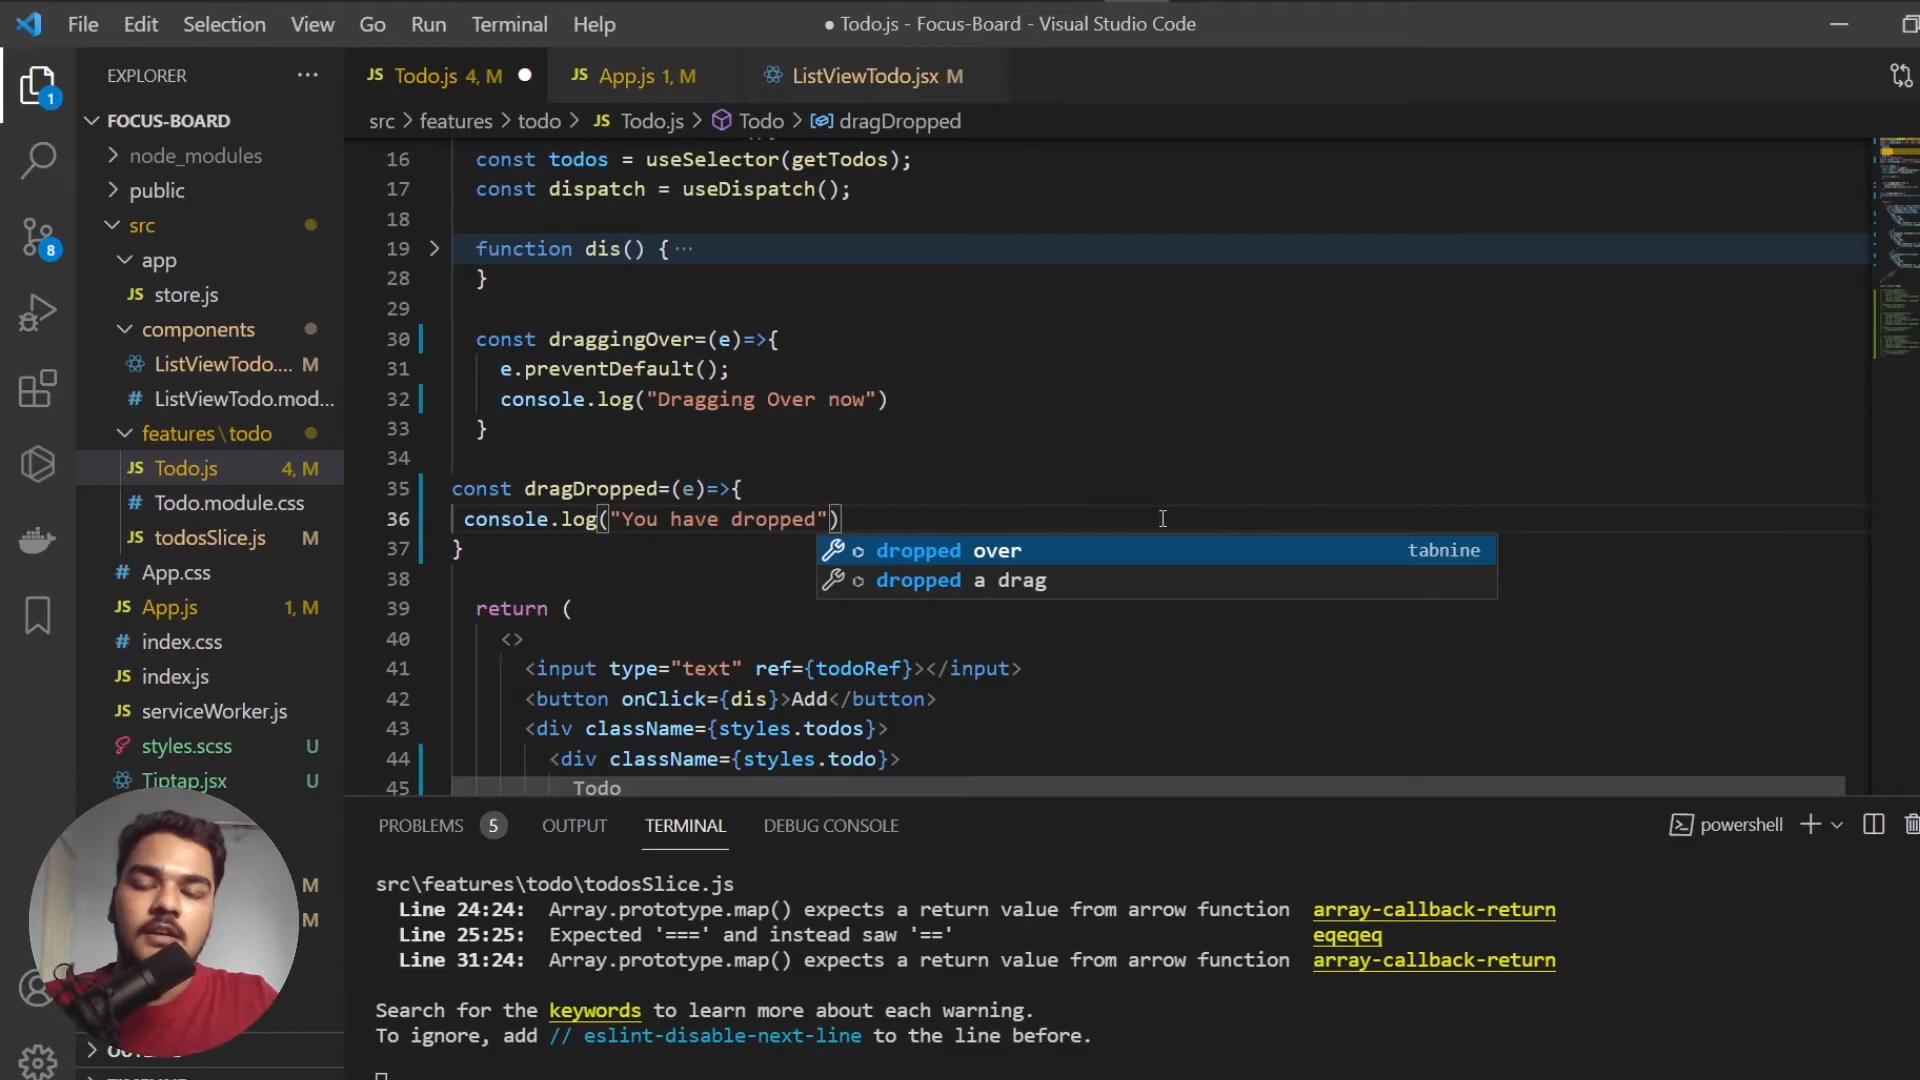 File Edit Selection View Go Run Terminal Help
● Todo.js - Focus-Board - Visual Studio Code
EXPLORER ···
JS Todo.js 4, M
JS App.js 1, M
ListViewTodo.jsx M
1
FOCUS-BOARD
src > features > todo > JS Todo.js > Todo > dragDropped
node_modules
public
src
app
JS store.js
components
ListViewTodo.... M
# ListViewTodo.mod...
features\todo
JS Todo.js 4, M
# Todo.module.css
JS todosSlice.js M
# App.css
JS App.js 1, M
# index.css
JS index.js
JS serviceWorker.js
styles.scss U
Tiptap.jsx U
M
M
8
16 const todos = useSelector(getTodos);
17 const dispatch = useDispatch();
18
19 function dis() { ···
28 }
29
30 const draggingOver=(e)=>{
31 e.preventDefault();
32 console.log("Dragging Over now")
33 }
34
35 const dragDropped=(e)=>{
36 console.log("You have dropped")
37 }
dropped over tabnine
dropped a drag
38
39 return (
40 <>
41 <input type="text" ref={todoRef}></input>
42 <button onClick={dis}>Add</button>
43 <div className={styles.todos}>
44 <div className={styles.todo}>
45 Todo
PROBLEMS 5 OUTPUT TERMINAL DEBUG CONSOLE
powershell
src\features\todo\todosSlice.js
Line 24:24: Array.prototype.map() expects a return value from arrow function array-callback-return
Line 25:25: Expected '===' and instead saw '==' eqeqeq
Line 31:24: Array.prototype.map() expects a return value from arrow function array-callback-return
Search for the keywords to learn more about each warning.
To ignore, add // eslint-disable-next-line to the line before.